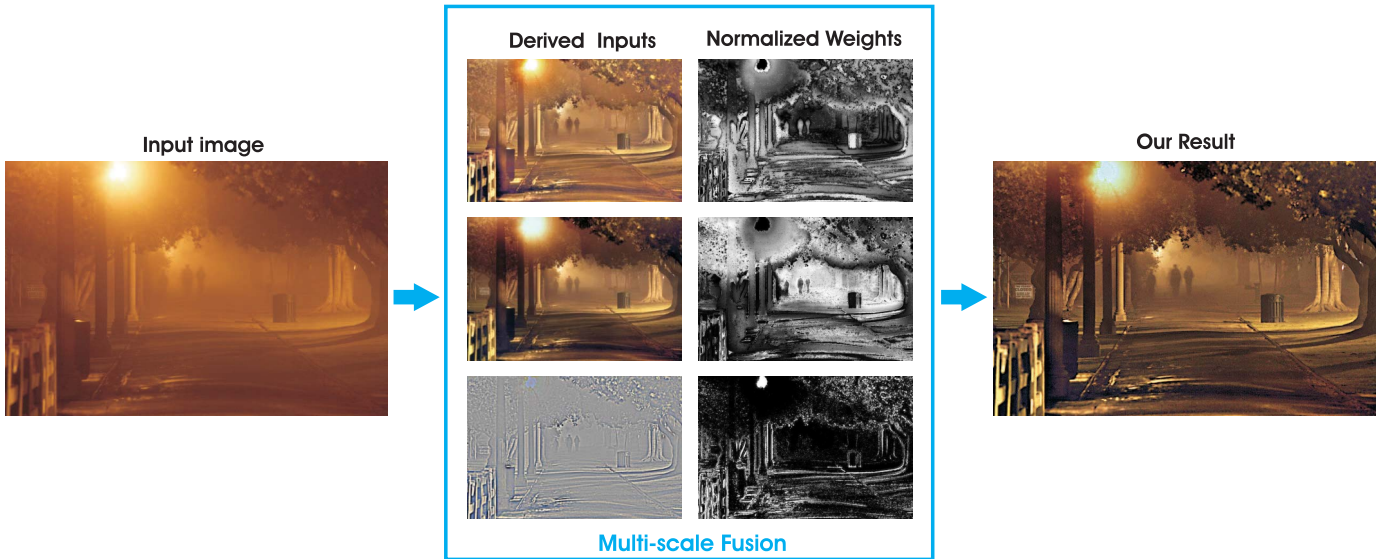 Derived Inputs
Normalized Weights
Input image
Our Result
Multi-scale Fusion